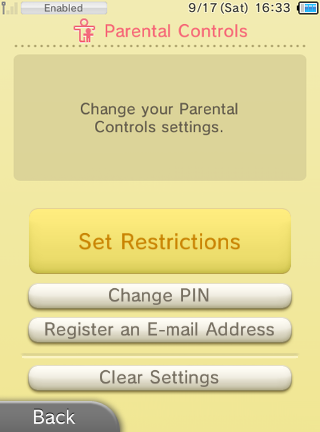 Enabled 9/17 (Sat) 16:33
Parental Controls
Change your Parental
Controls settings.
Set Restrictions
Change PIN
Register an E-mail Address
Clear Settings
Back